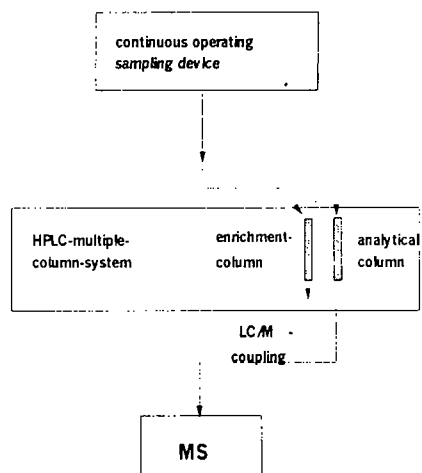 continuous operating
sampling device
HPLC-multiple-
column-system
enrichment-
column
analytical
column
LC/M -
coupling
MS